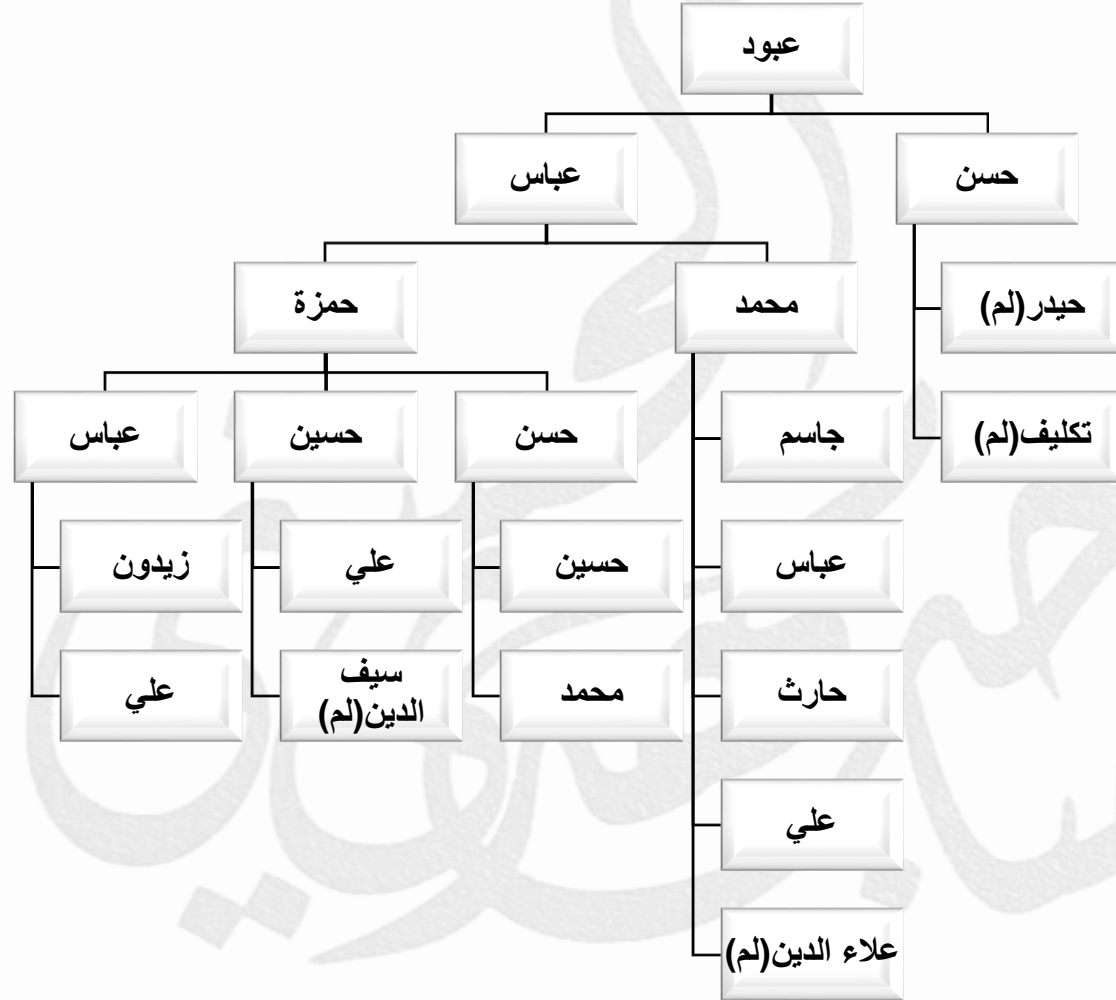 عبود
حسن
عباس
محمد
حمزة
حيدر(لم)
تكليف(لم)
جاسم
عباس
حارث
علي
علاء الدين(لم)
حسن
حسين
عباس
حسين
محمد
علي
سيف
الدين(لم)
زيدون
علي